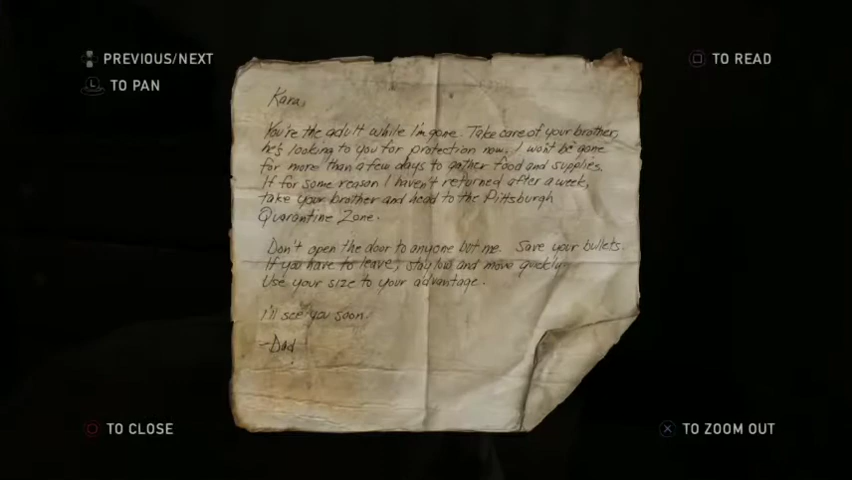 PREVIOUS/NEXT
TO READ
L TO PAN
Kara,
You're the adult while I'm gone. Take care of your brother,
he's looking to you for protection now. I won't be gone
for more than a few days to gather food and supplies.
If for some reason I haven't returned after a week,
take your brother and head to the Pittsburgh
Quarantine Zone.
Don't open the door to anyone but me. Save your bullets.
If you have to leave, stay low and move quickly.
Use your size to your advantage.
I'll see you soon.
-Dad
TO CLOSE
TO ZOOM OUT